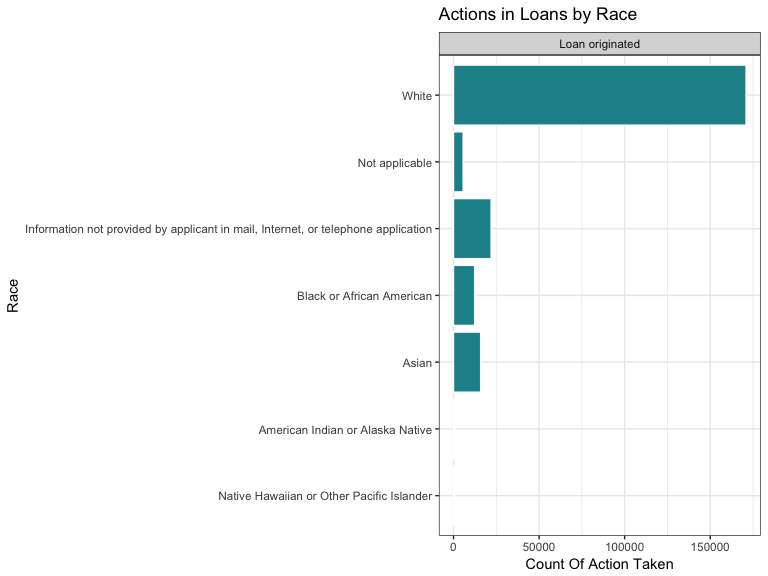 Actions in Loans by Race
Loan originated
White
Not applicable
Information not provided by applicant in mail, Internet, or telephone application
Black or African American
Asian
American Indian or Alaska Native
Native Hawaiian or Other Pacific Islander
Race
0 50000 100000 150000
Count Of Action Taken